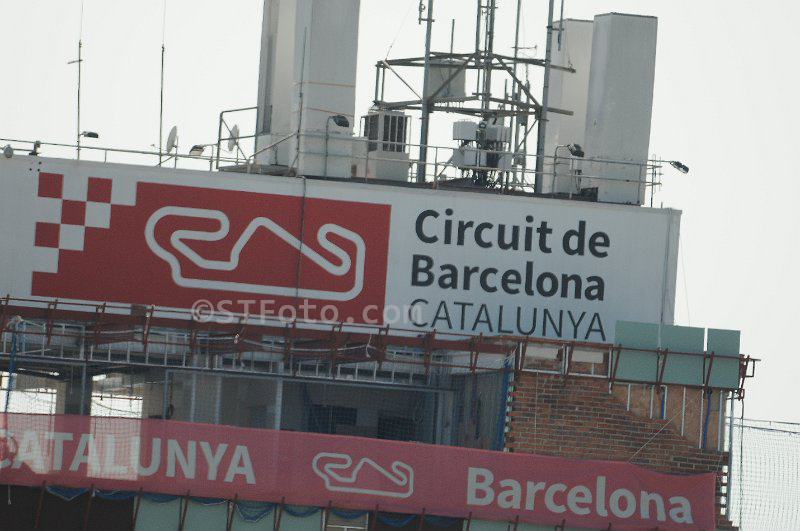 Circuit de
Barcelona
CATALUNYA
©STFoto.com
CATALUNYA Barcelona